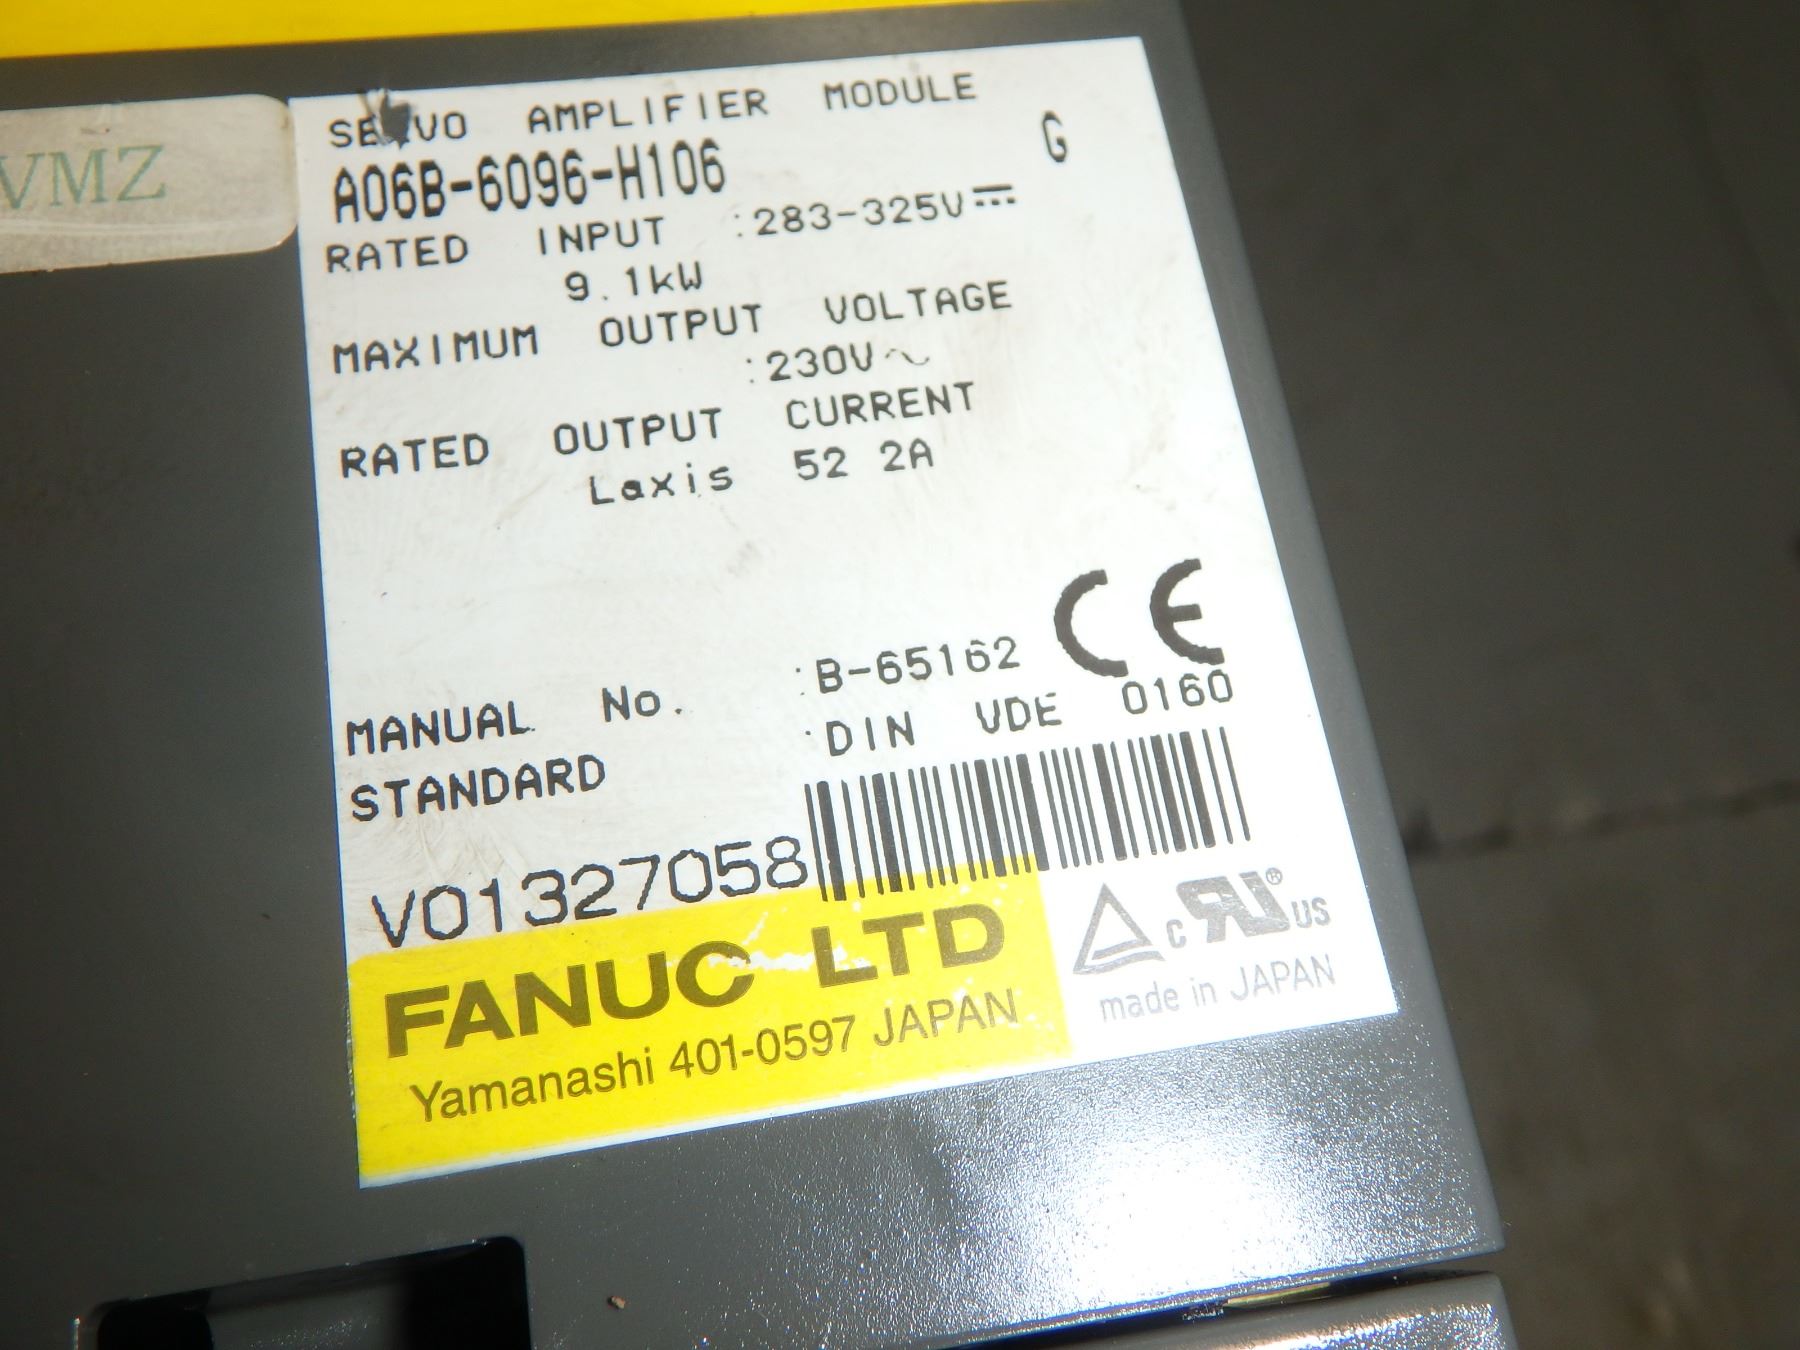 VMZ
SERVO AMPLIFIER MODULE
A06B-6096-H106 G
RATED INPUT :283-325V⎓
9.1kW
MAXIMUM OUTPUT VOLTAGE
:230V~
RATED OUTPUT CURRENT
Laxis 52 2A
MANUAL No. :B-65162 CE
STANDARD :DIN VDE 0160
V01327058
FANUC LTD
Yamanashi 401-0597 JAPAN
c RU® US
made in JAPAN